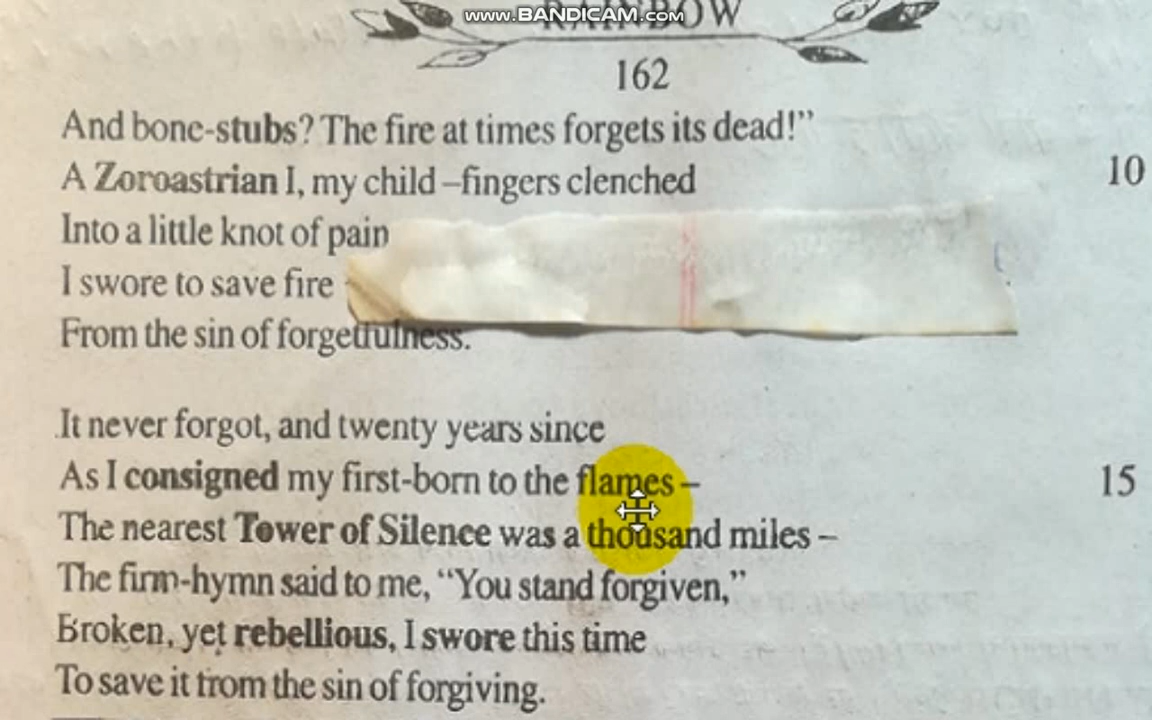 www.BANDICAM.com
RAINBOW
162
And bone-stubs? The fire at times forgets its dead!”
A Zoroastrian I, my child –fingers clenched 10
Into a little knot of pain
I swore to save fire
From the sin of forgetfulness.
It never forgot, and twenty years since
As I consigned my first-born to the flames – 15
The nearest Tower of Silence was a thousand miles –
The firm-hymn said to me, “You stand forgiven,”
Broken, yet rebellious, I swore this time
To save it from the sin of forgiving.